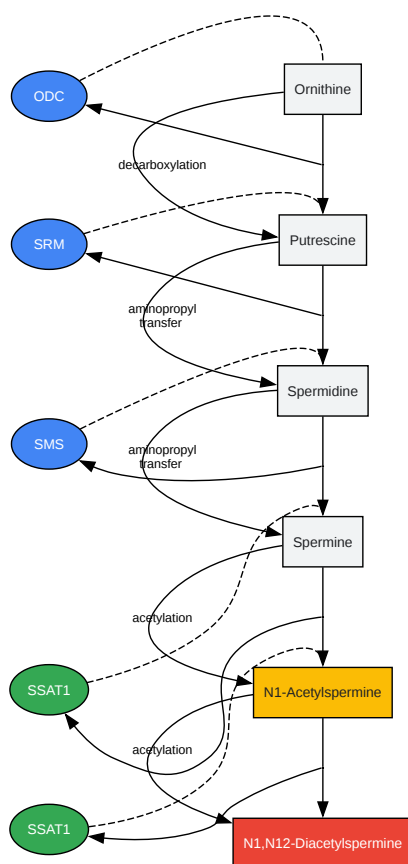 Ornithine
ODC
decarboxylation
Putrescine
SRM
aminopropyl
transfer
Spermidine
SMS
aminopropyl
transfer
Spermine
acetylation
SSAT1
N1-Acetylspermine
acetylation
SSAT1
N1,N12-Diacetylspermine